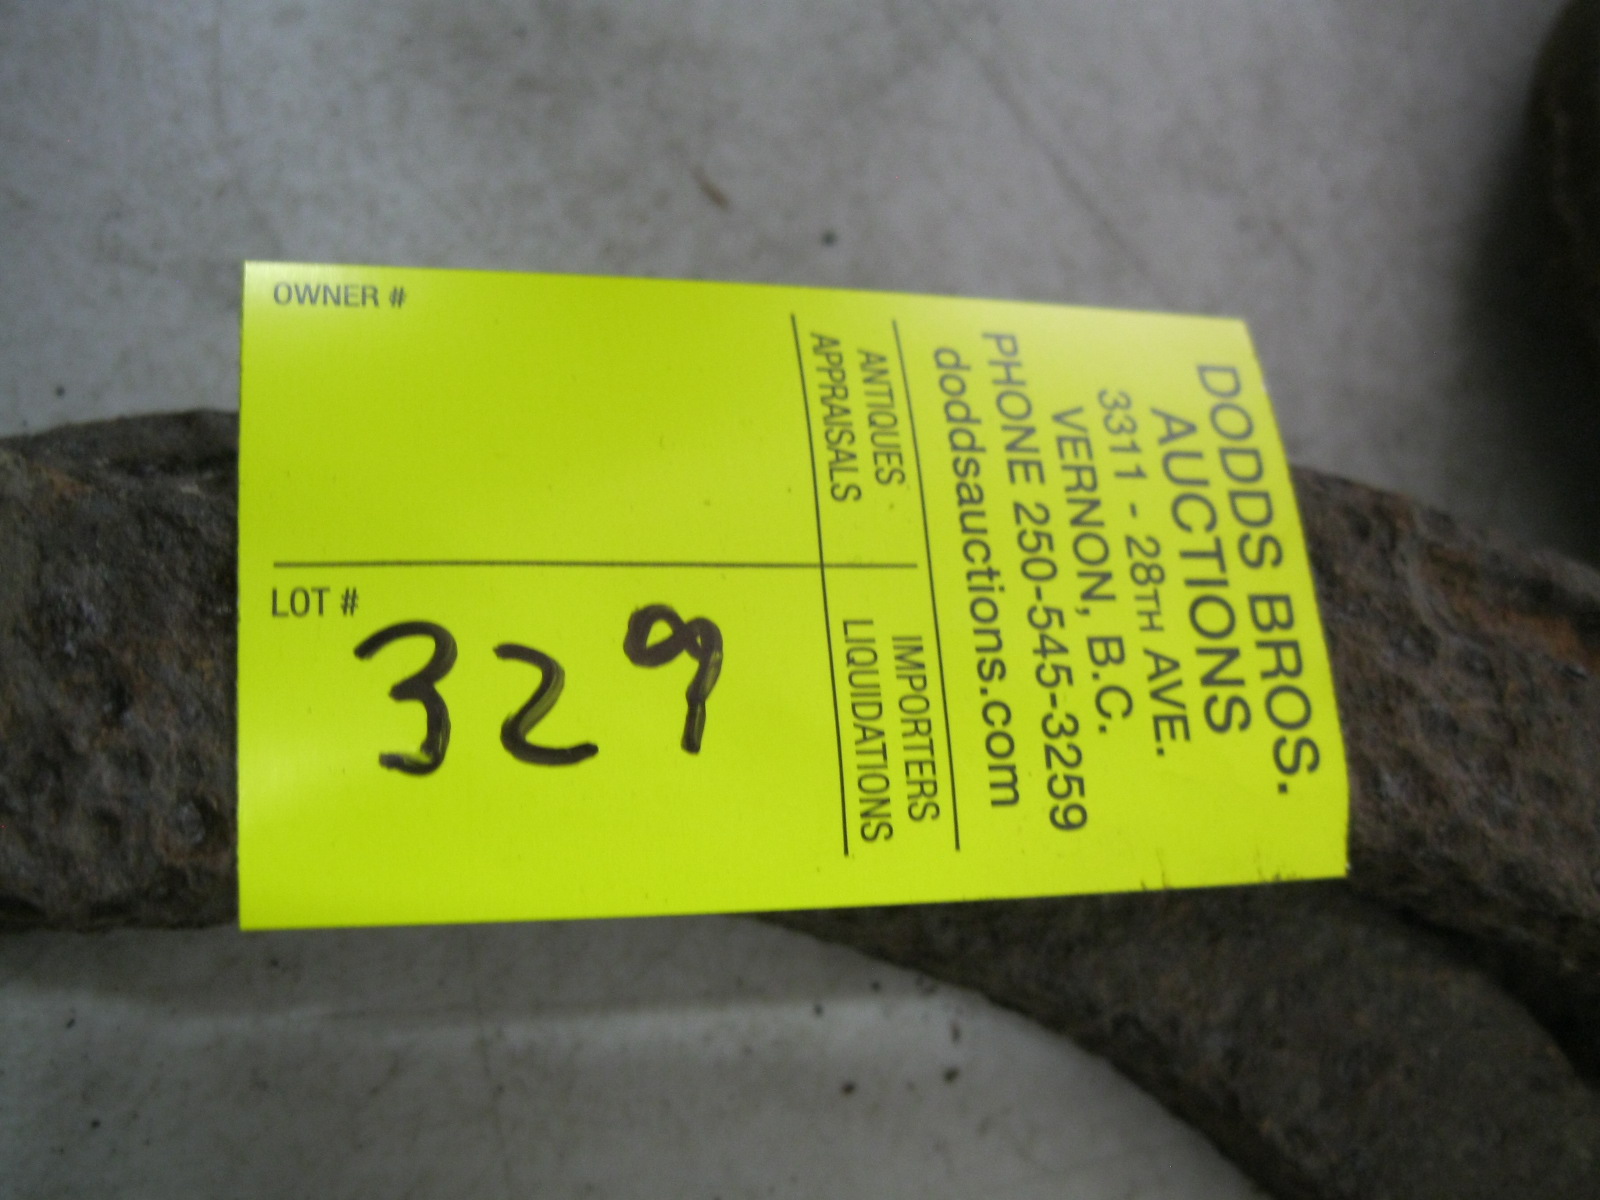 DODDS BROS.
AUCTIONS
3311 - 28TH AVE.
VERNON, B.C.
PHONE 250-545-3259
doddsauctions.com
ANTIQUES IMPORTERS
APPRAISALS LIQUIDATIONS
OWNER #
LOT #
329